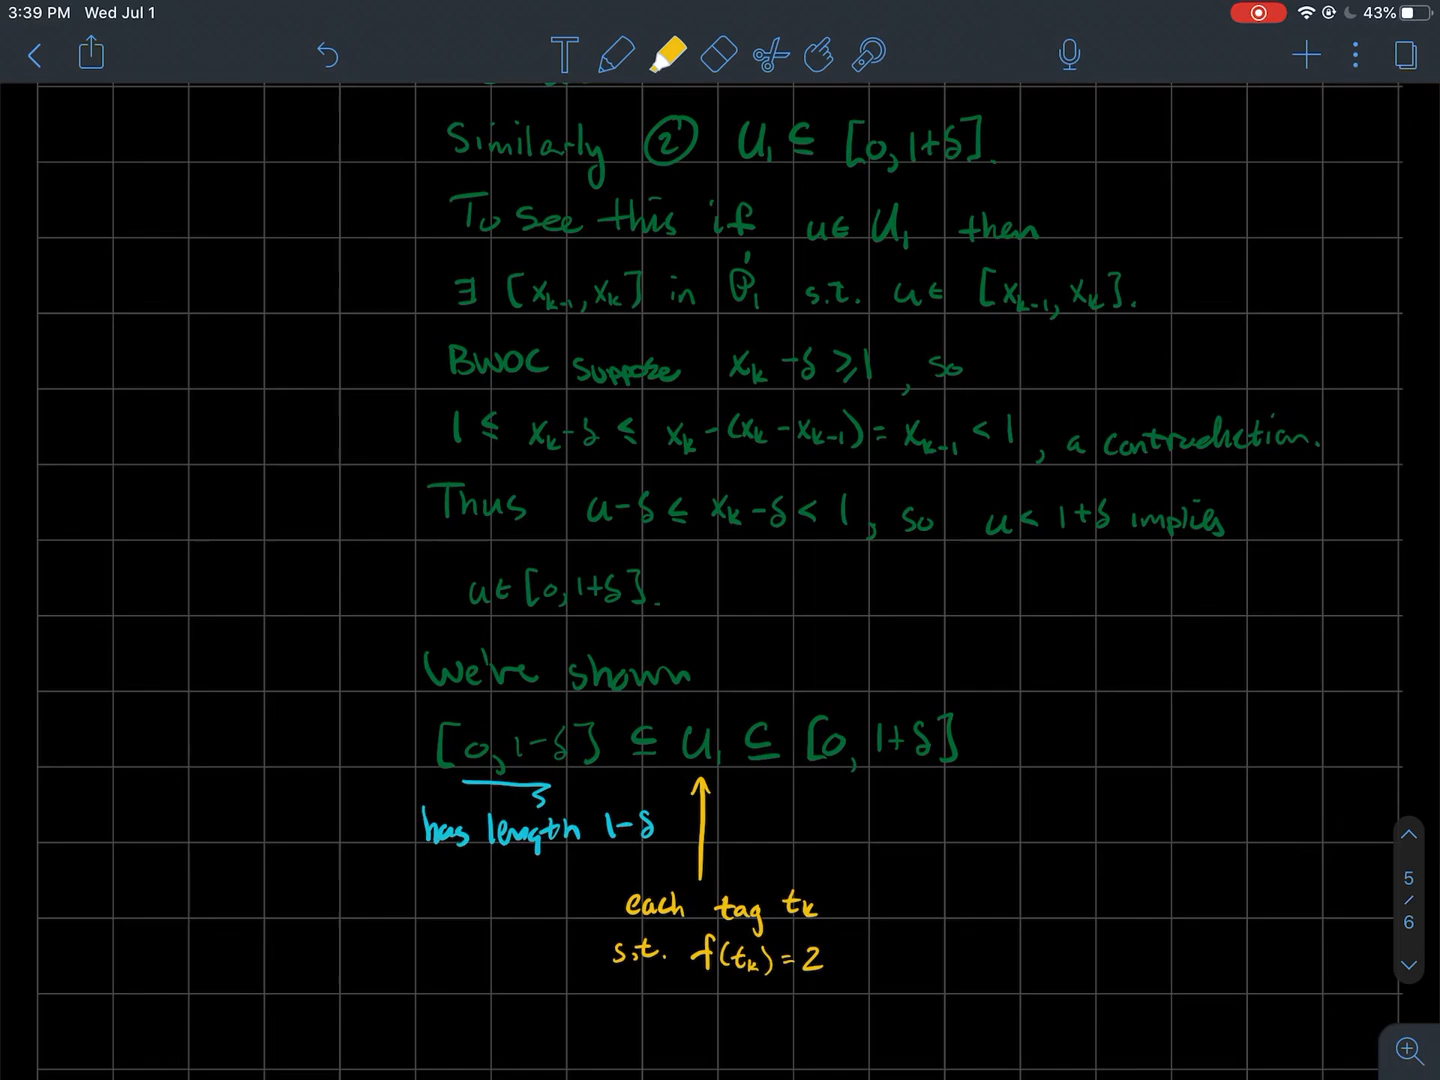 3:39 PM Wed Jul 1
43%
Similarly ②' U₁ ⊆ [0, 1+δ].
To see this if u ∈ U₁ then
∃ [xₖ₋₁, xₖ] in Ṗ₁ s.t. u ∈ [xₖ₋₁, xₖ].
BWOC suppose xₖ - δ ≥ 1, so
1 ≤ xₖ - δ ≤ xₖ - (xₖ - xₖ₋₁) = xₖ₋₁ < 1, a contradiction.
Thus u - δ ≤ xₖ - δ < 1, so u < 1+δ implies
u ∈ [0, 1+δ].
We've shown
[0, 1-δ] ⊆ U₁ ⊆ [0, 1+δ]
has length 1-δ
each tag tₖ
s.t. f(tₖ) = 2
5
/
6